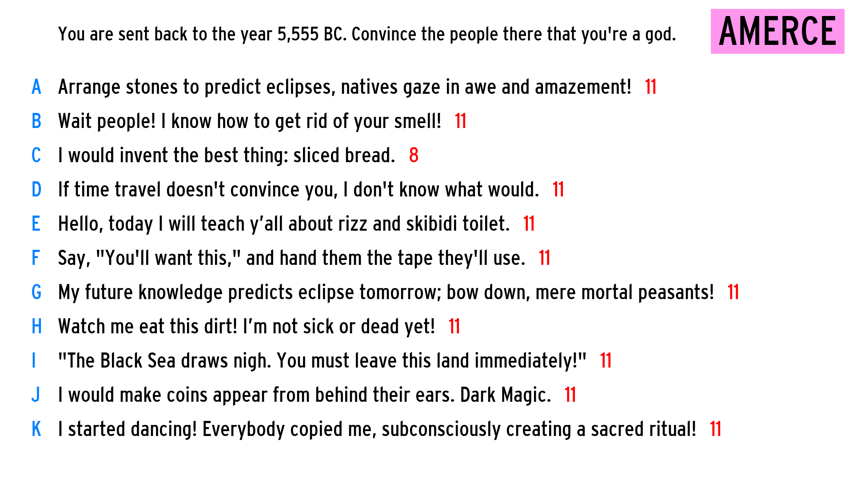 You are sent back to the year 5,555 BC. Convince the people there that you're a god.
AMERCE
A Arrange stones to predict eclipses, natives gaze in awe and amazement! 11
B Wait people! I know how to get rid of your smell! 11
C I would invent the best thing: sliced bread. 8
D If time travel doesn't convince you, I don't know what would. 11
E Hello, today I will teach y’all about rizz and skibidi toilet. 11
F Say, "You'll want this," and hand them the tape they'll use. 11
G My future knowledge predicts eclipse tomorrow; bow down, mere mortal peasants! 11
H Watch me eat this dirt! I’m not sick or dead yet! 11
I "The Black Sea draws nigh. You must leave this land immediately!" 11
J I would make coins appear from behind their ears. Dark Magic. 11
K I started dancing! Everybody copied me, subconsciously creating a sacred ritual! 11